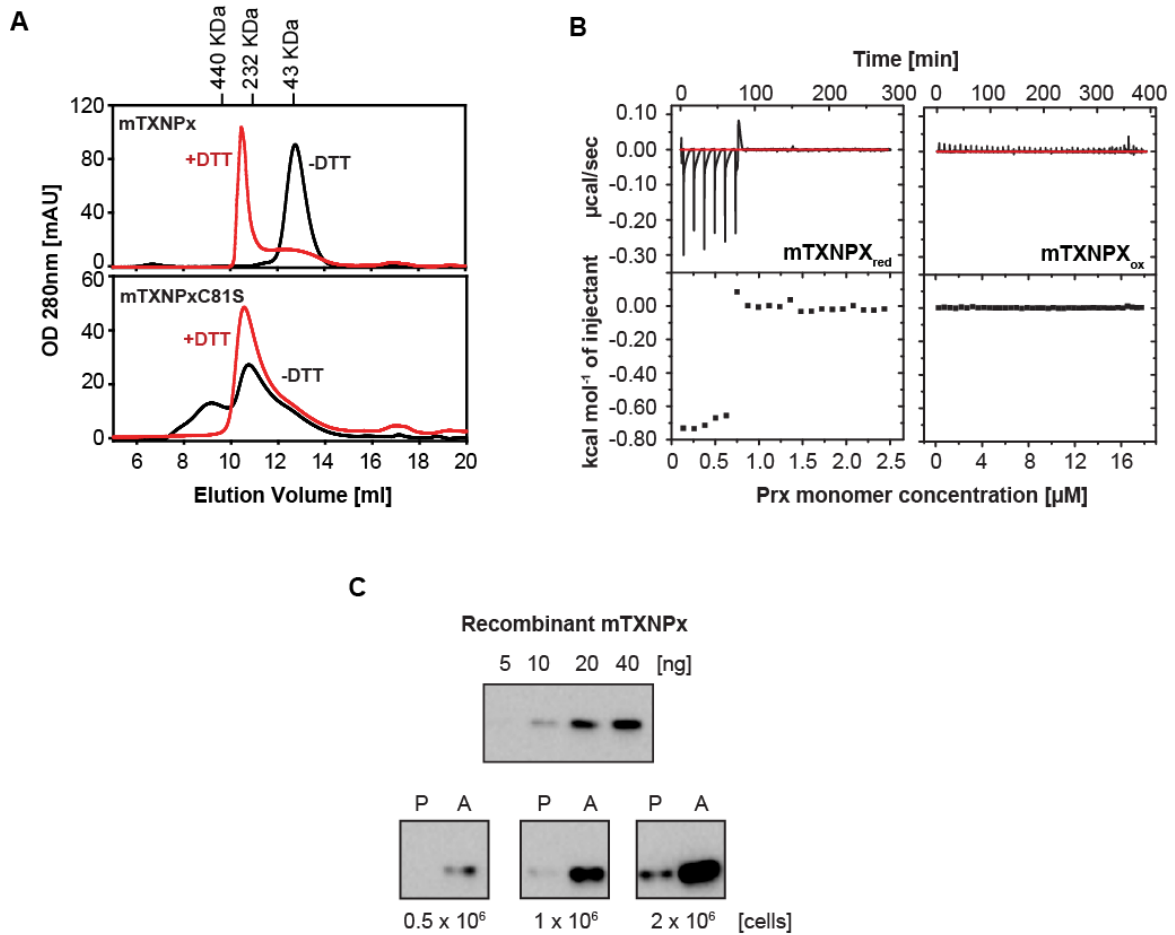 A
440 KDa
232 KDa
43 KDa
120
80
40
0
mTXNPx
+DTT
-DTT
60
40
20
0
mTXNPxC81S
+DTT
-DTT
OD 280nm [mAU]
6 8 10 12 14 16 18 20
Elution Volume [ml]
B
Time [min]
0 100 200 300
0 100 200 300 400
0.10
0.00
-0.10
-0.20
-0.30
µcal/sec
mTXNPXred
mTXNPXox
0.00
-0.20
-0.40
-0.60
-0.80
kcal mol-1 of injectant
0 0.5 1.0 1.5 2.0 2.5
0 4 8 12 16
Prx monomer concentration [µM]
C
Recombinant mTXNPx
5 10 20 40 [ng]
P A P A P A
0.5 x 10⁶ 1 x 10⁶ 2 x 10⁶ [cells]